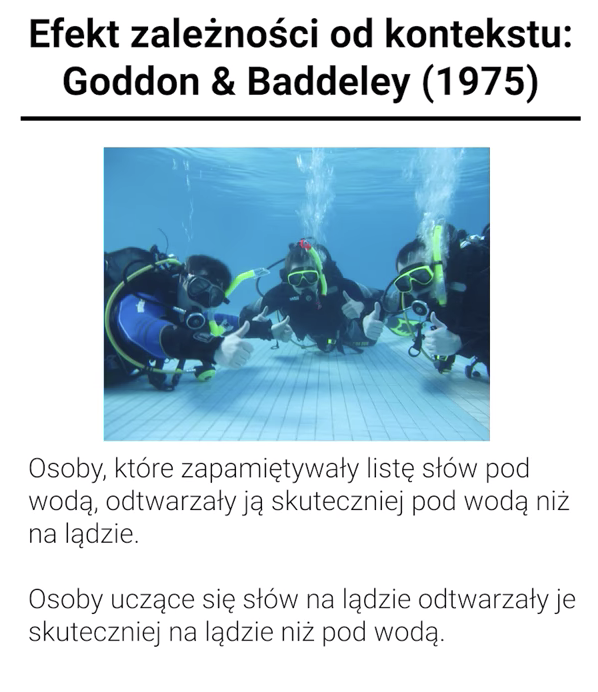 Efekt zależności od kontekstu:
Goddon & Baddeley (1975)
Osoby, które zapamiętywały listę słów pod
wodą, odtwarzały ją skuteczniej pod wodą niż
na lądzie.
Osoby uczące się słów na lądzie odtwarzały je
skuteczniej na lądzie niż pod wodą.